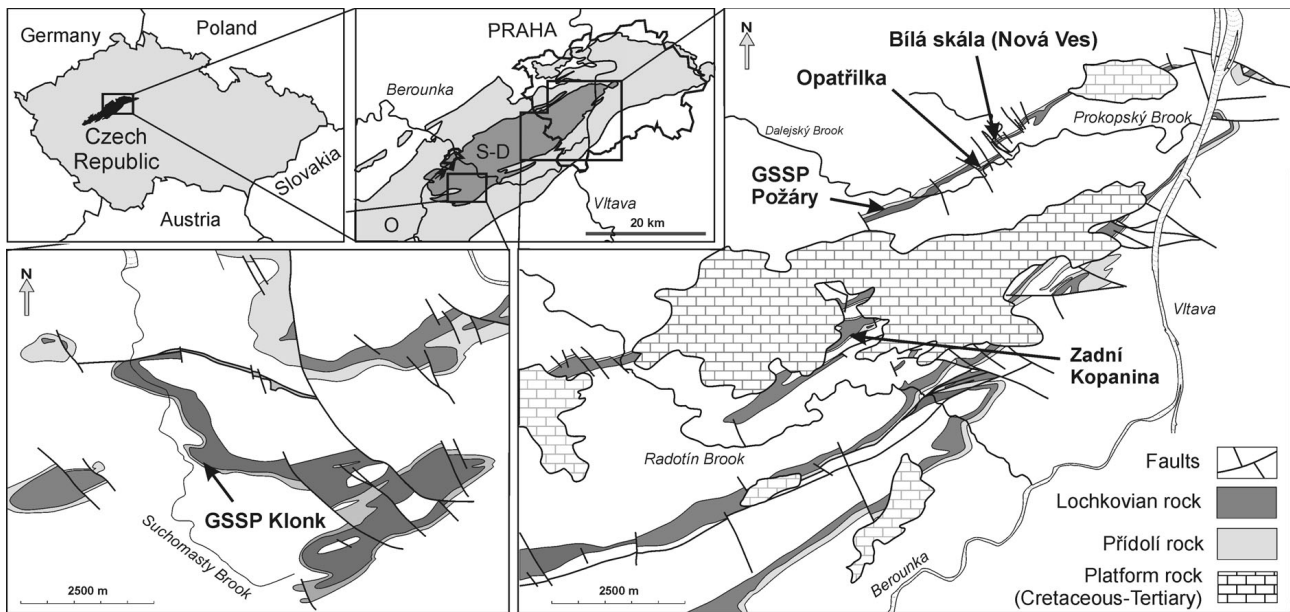 Germany
Poland
Czech
Republic
Slovakia
Austria
PRAHA
Berounka
S-D
O
Vltava
20 km
N
Bílá skála (Nová Ves)
Opatřilka
Dalejský Brook
Prokopský Brook
GSSP
Požáry
Vltava
Zadní
Kopanina
Radotín Brook
Berounka
Faults
Lochkovian rock
Přídolí rock
Platform rock
(Cretaceous-Tertiary)
2500 m
N
GSSP Klonk
Suchomasty Brook
2500 m